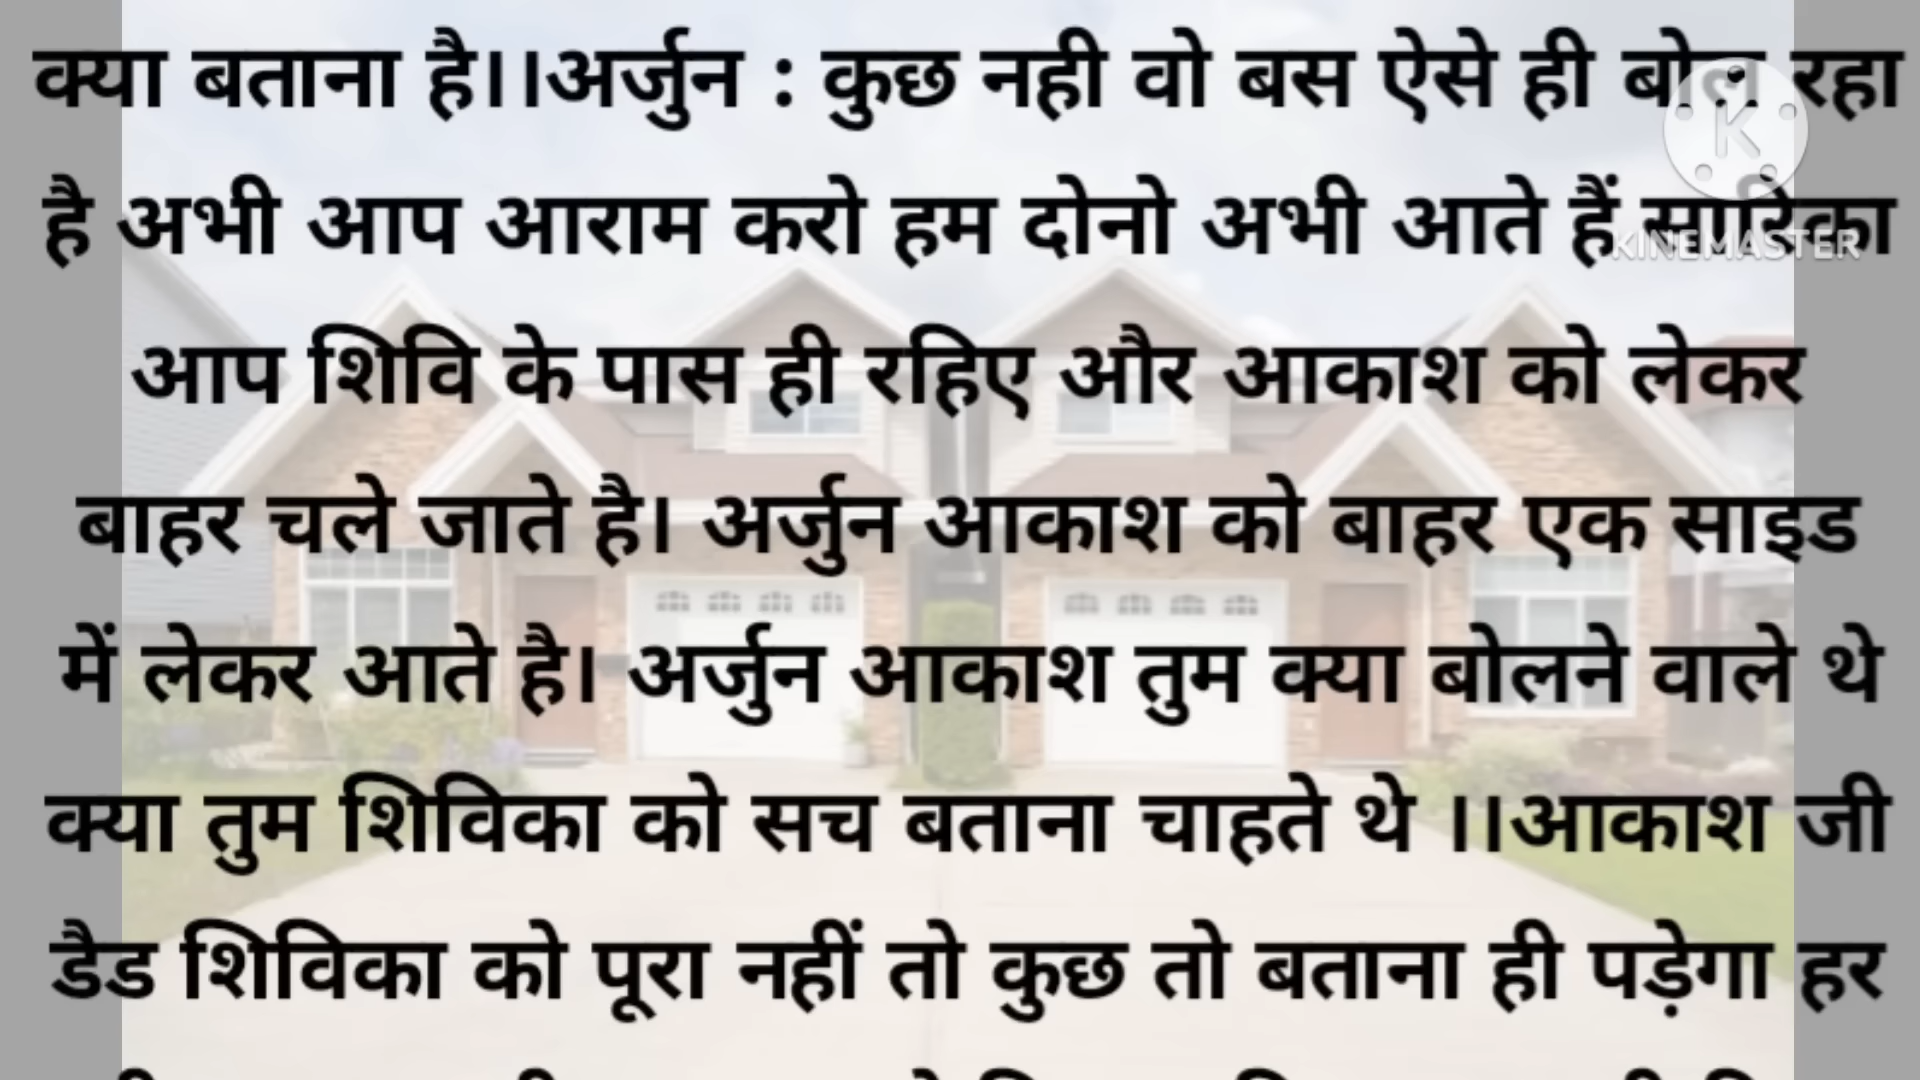 क्या बताना है।।अर्जुन : कुछ नही वो बस ऐसे ही बोल रहा
है अभी आप आराम करो हम दोनो अभी आते हैं सारिका
आप शिवि के पास ही रहिए और आकाश को लेकर
बाहर चले जाते है। अर्जुन आकाश को बाहर एक साइड
में लेकर आते है। अर्जुन आकाश तुम क्या बोलने वाले थे
क्या तुम शिविका को सच बताना चाहते थे ।।आकाश जी
डैड शिविका को पूरा नहीं तो कुछ तो बताना ही पड़ेगा हर
K
KINEMASTER